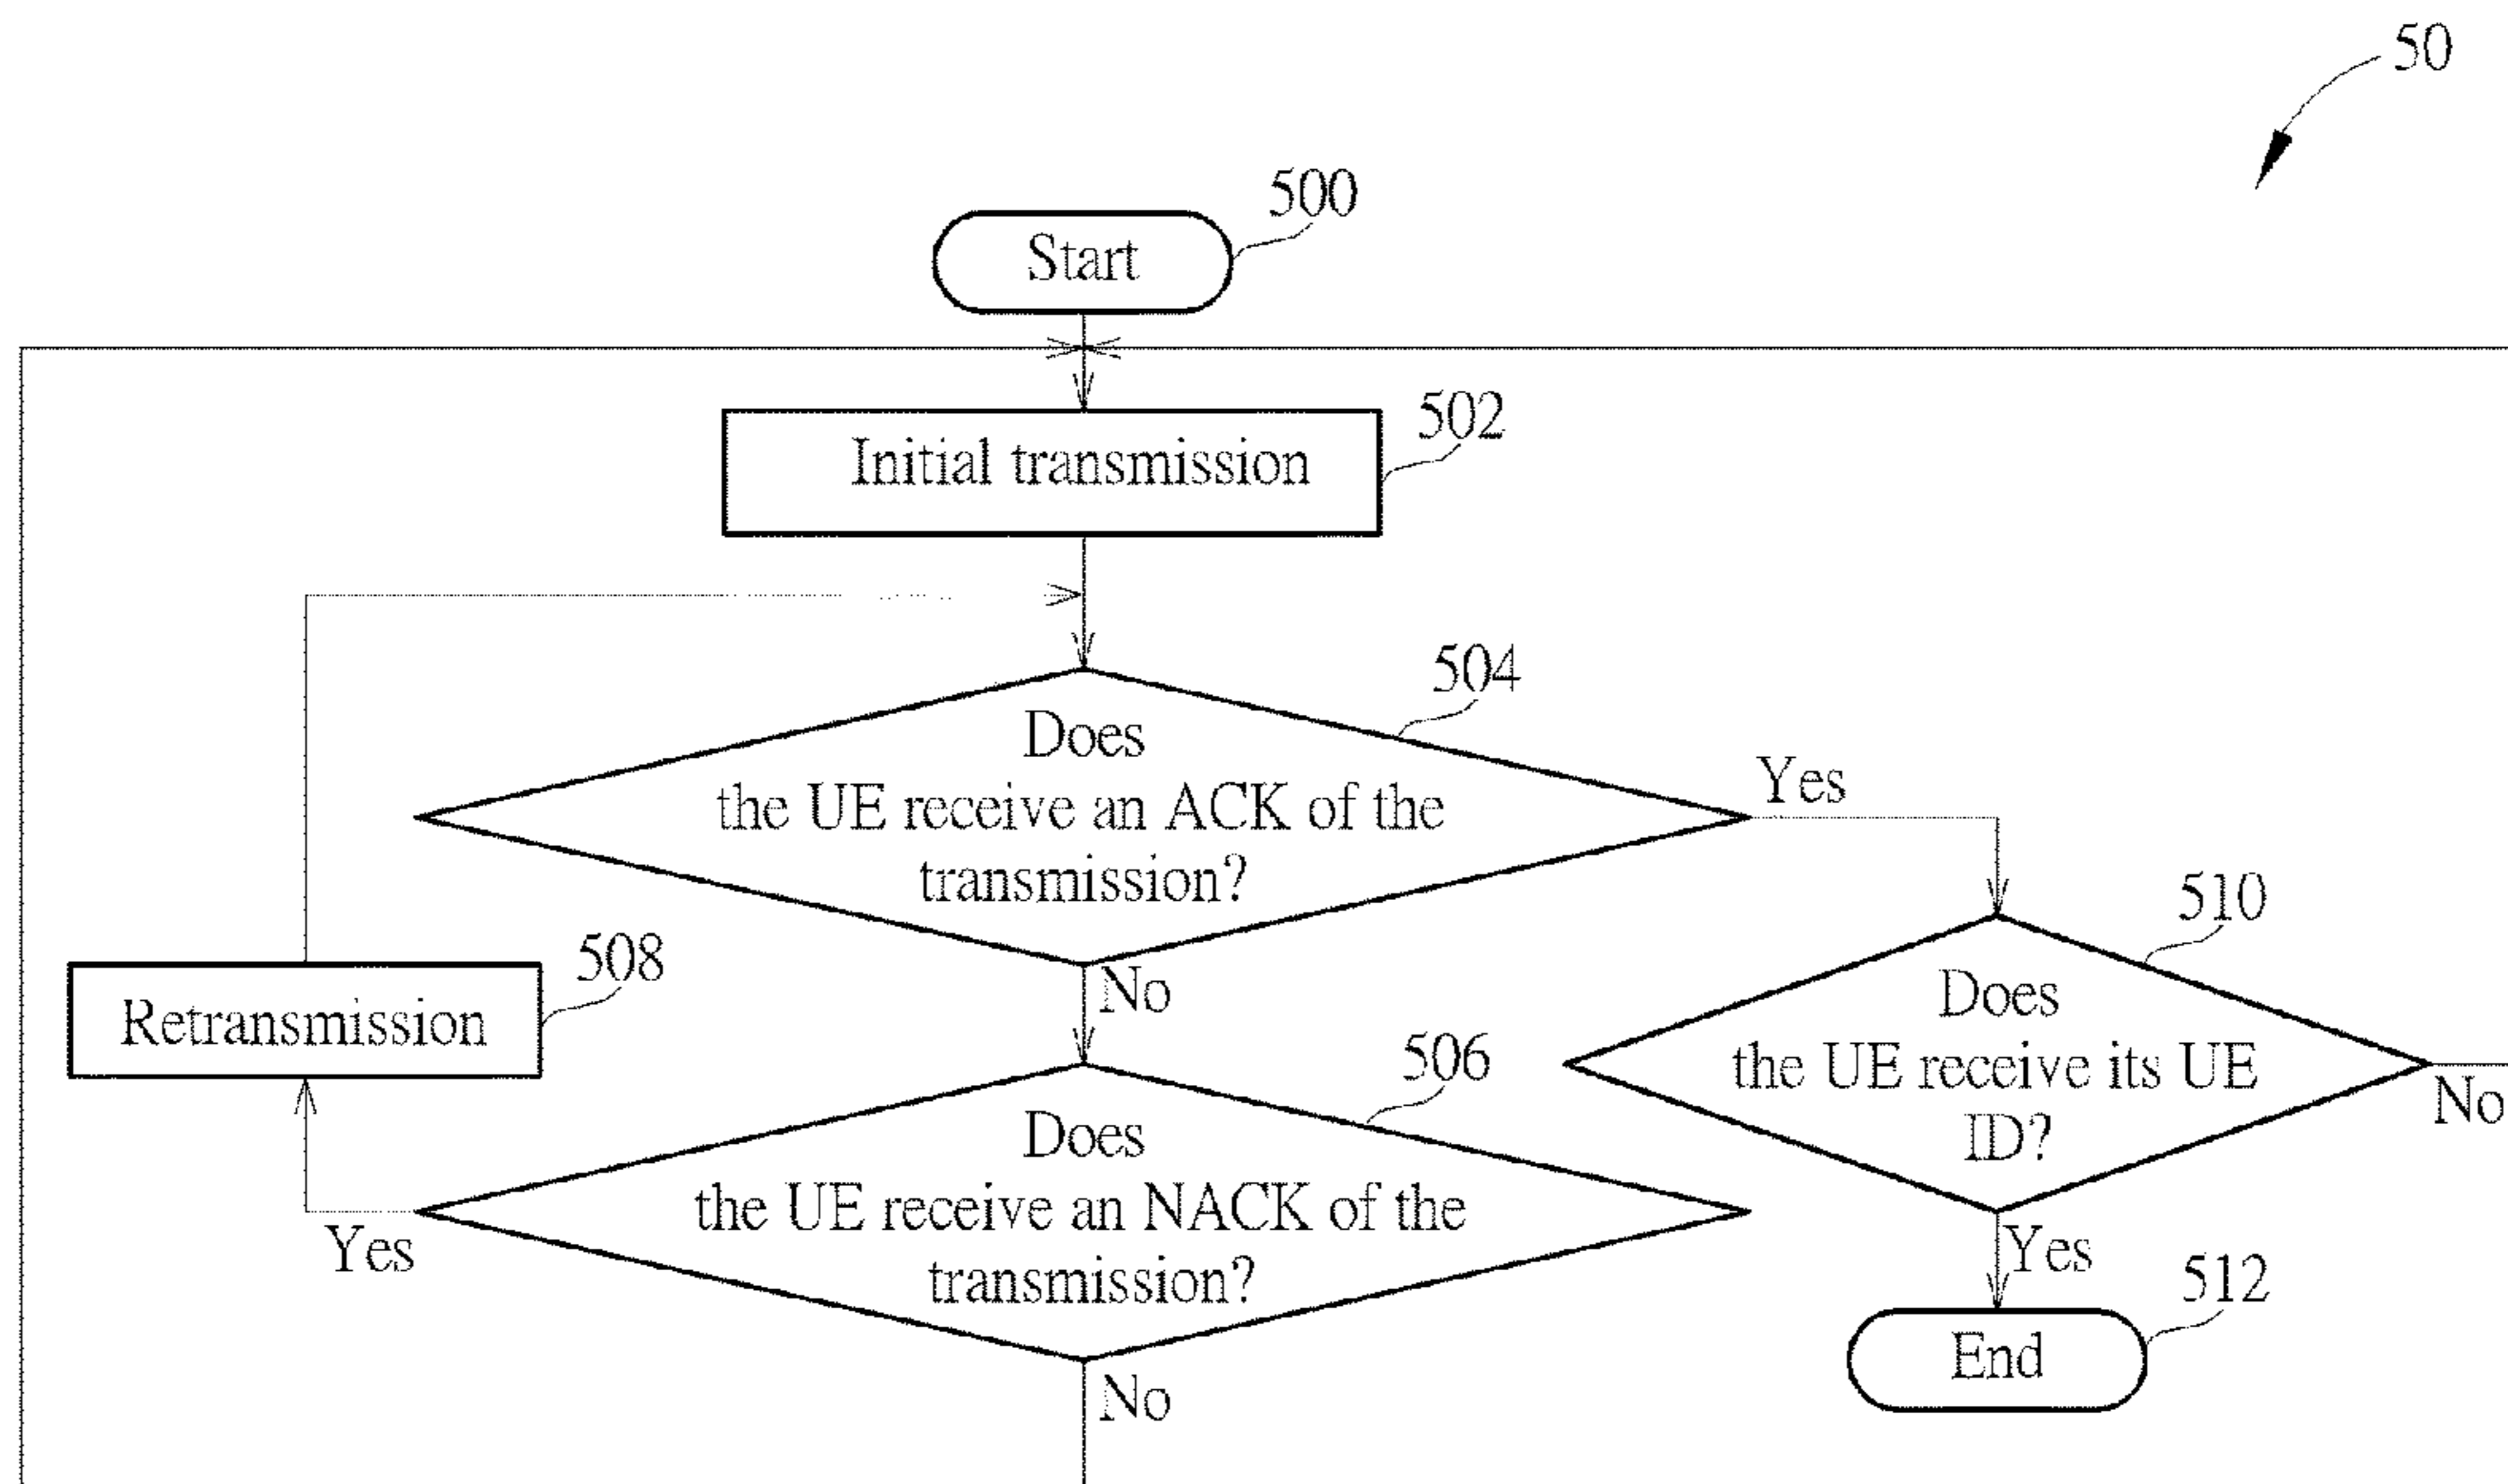 50
500
Start
502
Initial transmission
504
Does
the UE receive an ACK of the
transmission?
Yes
510
Does
the UE receive its UE
ID?
No
508
Retransmission
No
506
Does
the UE receive an NACK of the
transmission?
Yes
Yes
512
End
No